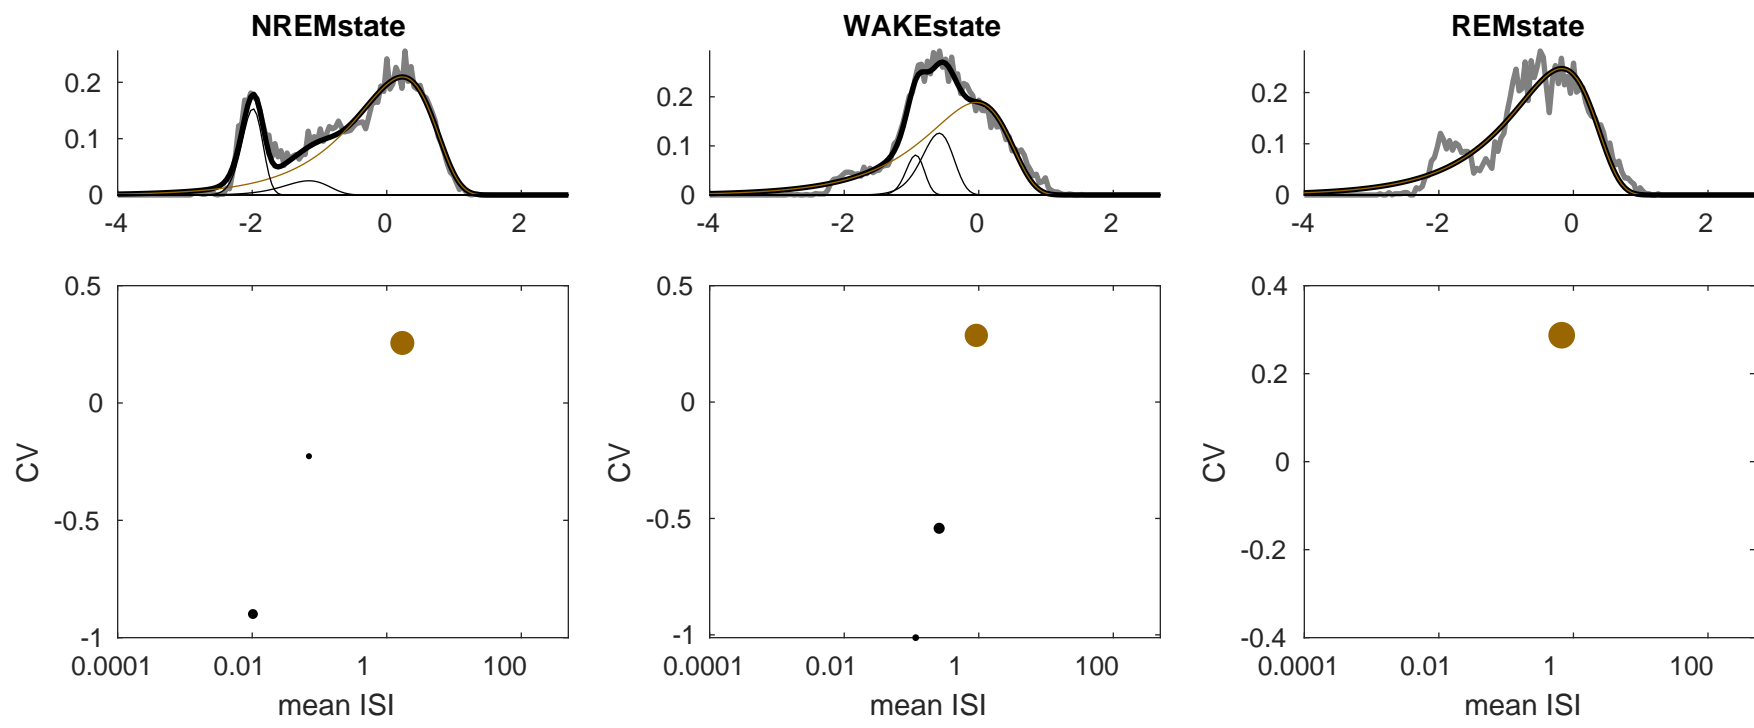 NREMstate WAKEstate REMstate
0.2 0.2 0.2
0.1 0.1 0.1
0 0 0
-4 -2 0 2 -4 -2 0 2 -4 -2 0 2
0.5 0.5 0.4
0 0 0.2
0
-0.5 -0.5 -0.2
-1 -1 -0.4
CV CV CV
0.0001 0.01 1 100 0.0001 0.01 1 100 0.0001 0.01 1 100
mean ISI mean ISI mean ISI